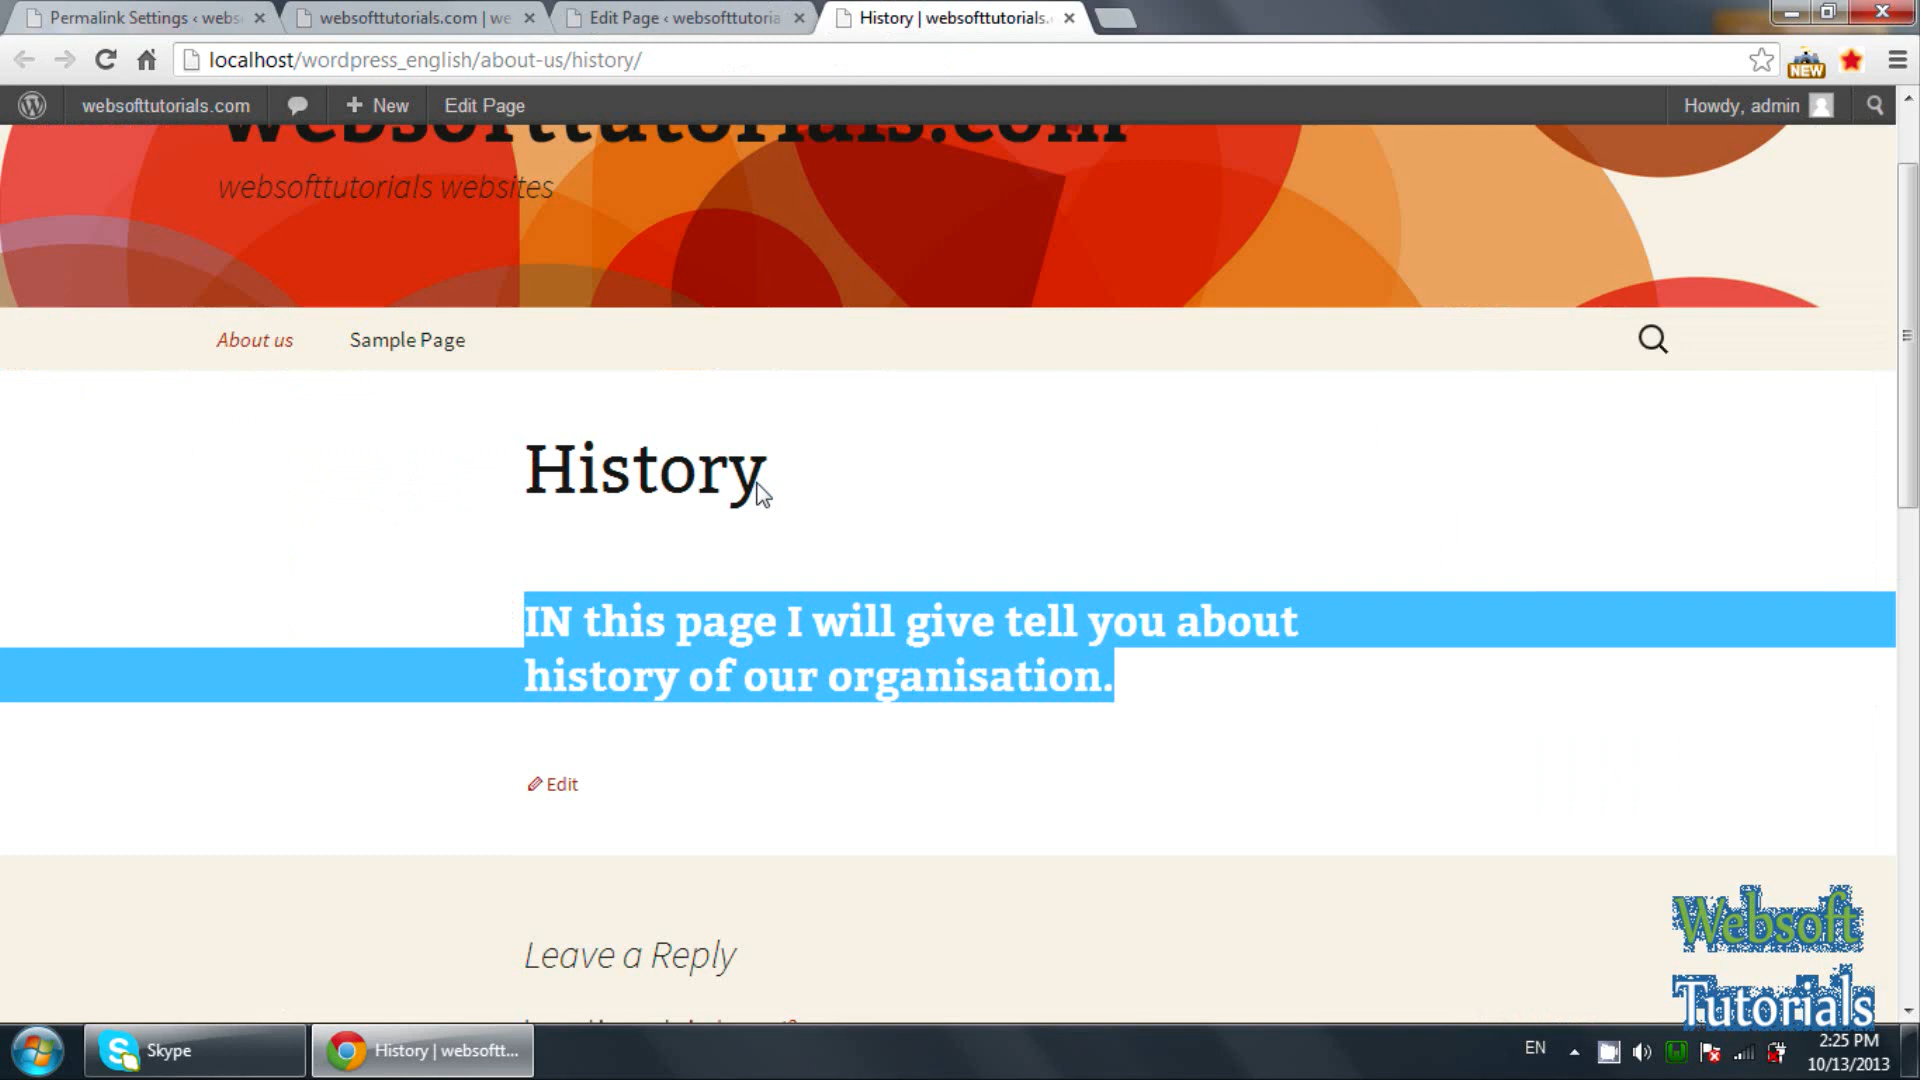 Permalink Settings ‹ webs
websofttutorials.com | we
Edit Page ‹ websofttutoria
History | websofttutorials.
localhost/wordpress_english/about-us/history/
NEW
websofttutorials.com
+ New
Edit Page
Howdy, admin
websofttutorials.com
websofttutorials websites
About us
Sample Page
History
IN this page I will give tell you about
history of our organisation.
Edit
Leave a Reply
Websoft
Tutorials
Skype
History | websoftt...
EN
2:25 PM
10/13/2013